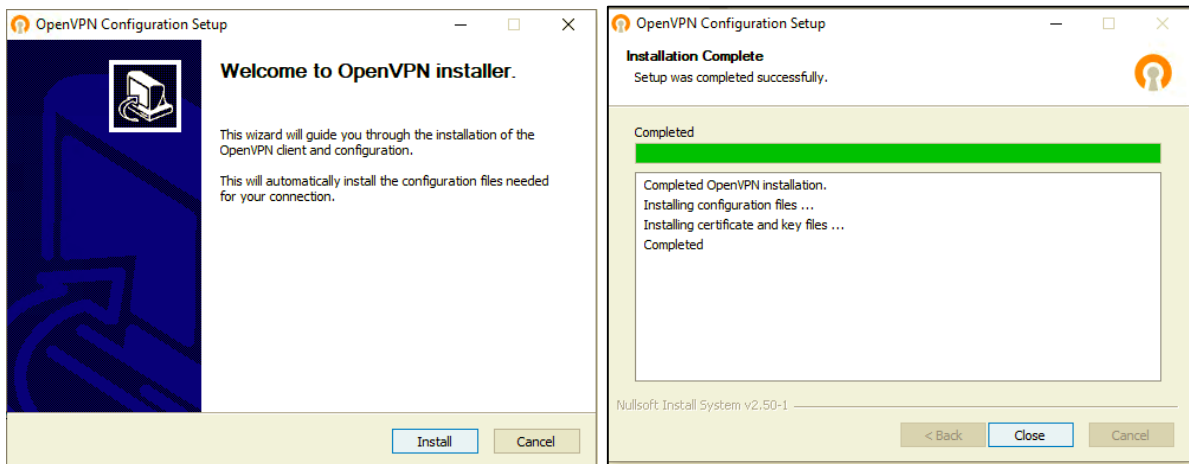 OpenVPN Configuration Setup
Welcome to OpenVPN installer.
This wizard will guide you through the installation of the
OpenVPN client and configuration.
This will automatically install the configuration files needed
for your connection.
Install
Cancel
OpenVPN Configuration Setup
Installation Complete
Setup was completed successfully.
Completed
Completed OpenVPN installation.
Installing configuration files ...
Installing certificate and key files ...
Completed
Nullsoft Install System v2.50-1
< Back
Close
Cancel